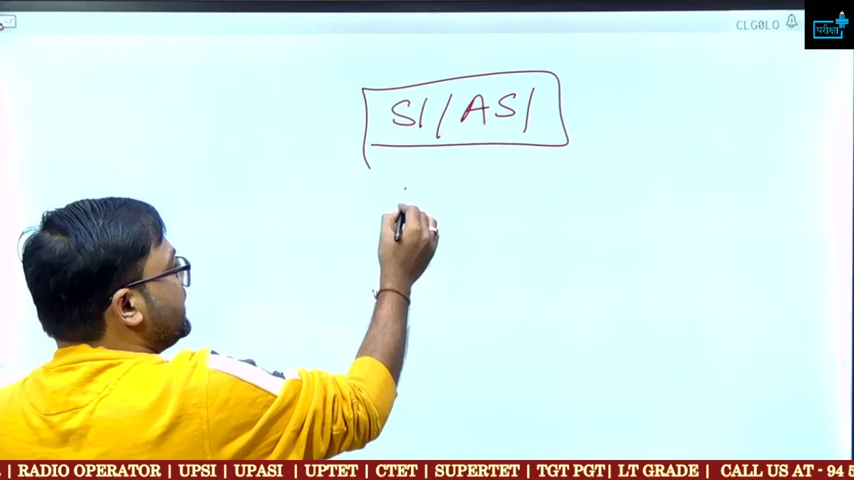 CLG0LO
परीक्षा
SI/ASI
| RADIO OPERATOR | UPSI | UPASI | UPTET | CTET | SUPERTET | TGT PGT| LT GRADE | CALL US AT - 94